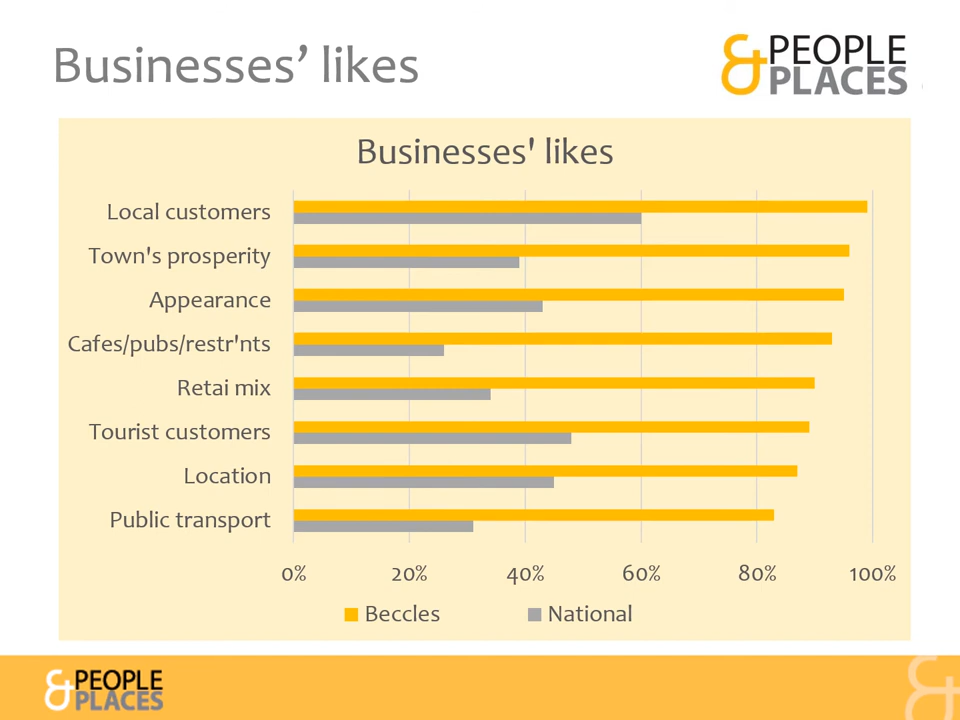 Businesses’ likes
& PEOPLE
PLACES
Businesses' likes
Local customers
Town's prosperity
Appearance
Cafes/pubs/restr'nts
Retai mix
Tourist customers
Location
Public transport
0% 20% 40% 60% 80% 100%
Beccles National
& PEOPLE
PLACES
&